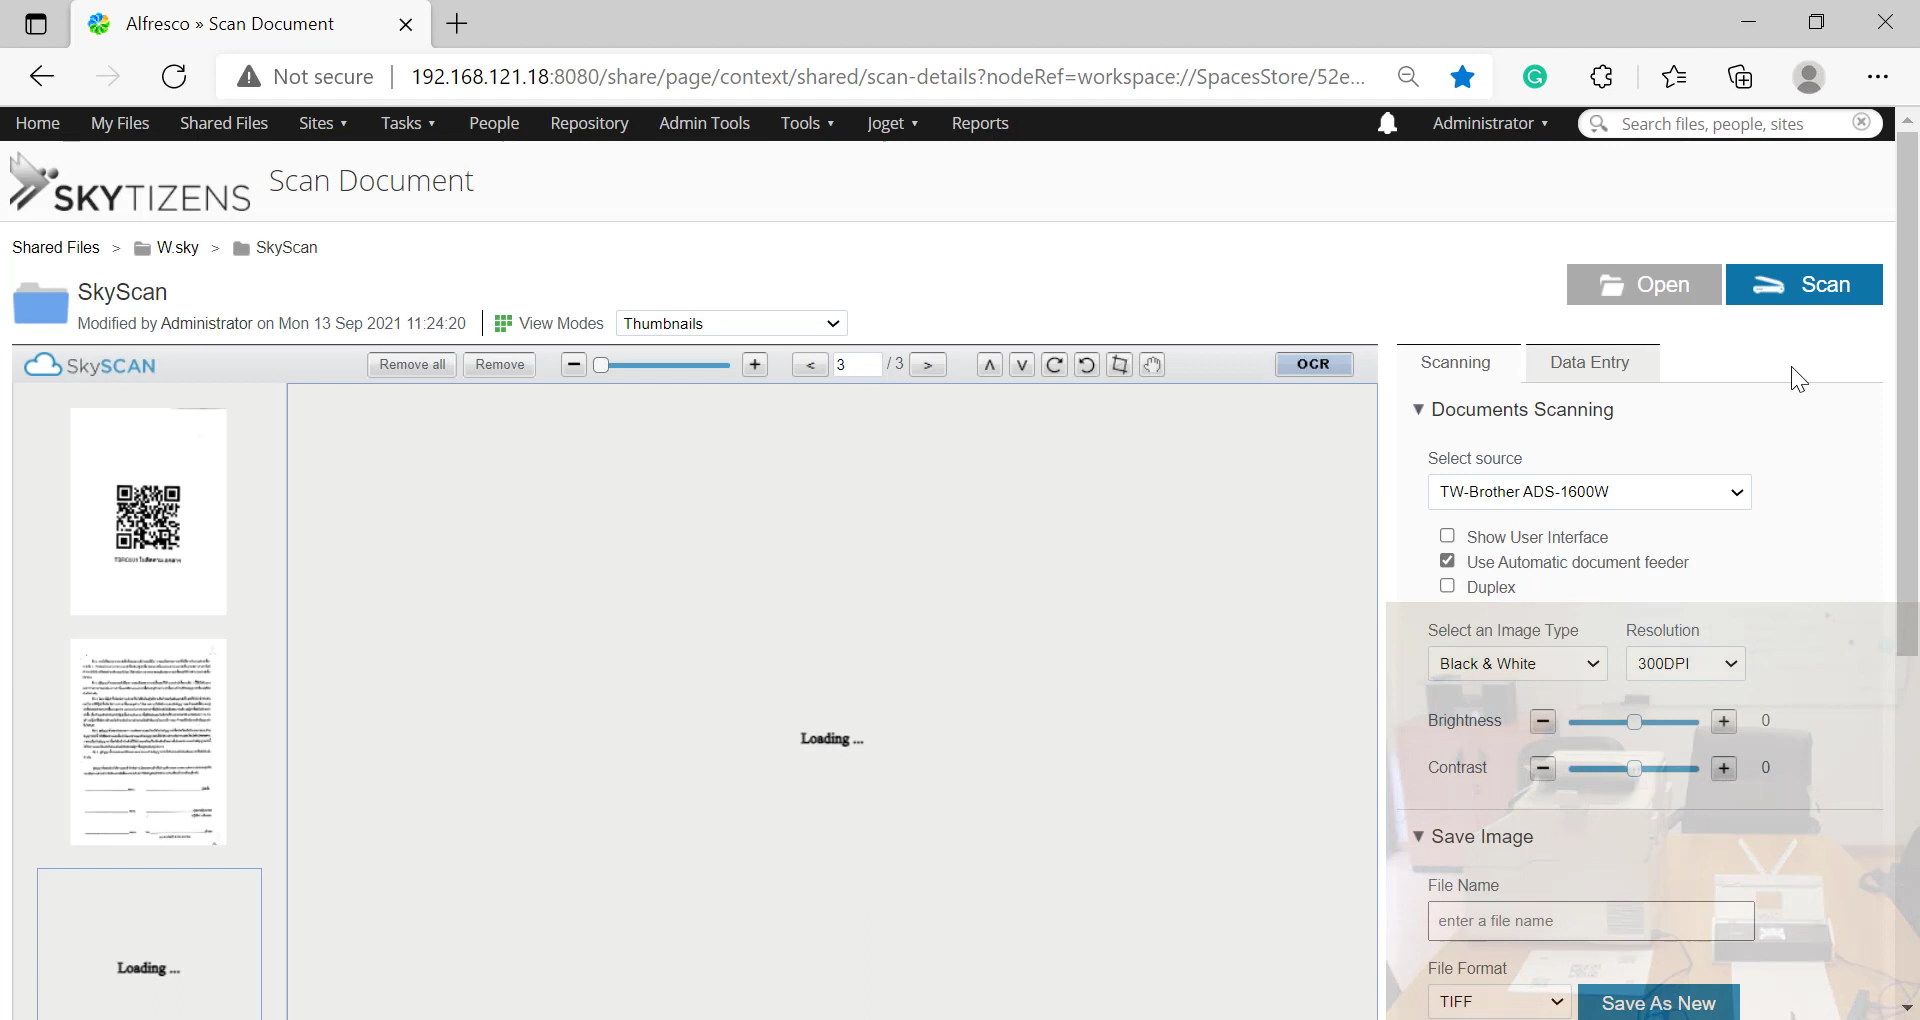 Alfresco » Scan Document
Not secure
192.168.121.18:8080/share/page/context/shared/scan-details?nodeRef=workspace://SpacesStore/52e...
Home My Files Shared Files Sites Tasks People Repository Admin Tools Tools Joget Reports Administrator Search files, people, sites
SKYTIZENS
Scan Document
Shared Files > W.sky > SkyScan
SkyScan
Modified by Administrator on Mon 13 Sep 2021 11:24:20
View Modes
Thumbnails
Open
Scan
SkySCAN
Remove all
Remove
3 / 3
OCR
Loading ...
Loading ...
Scanning
Data Entry
Documents Scanning
Select source
TW-Brother ADS-1600W
Show User Interface
Use Automatic document feeder
Duplex
Select an Image Type
Resolution
Black & White
300DPI
Brightness
0
Contrast
0
Save Image
File Name
enter a file name
File Format
TIFF
Save As New